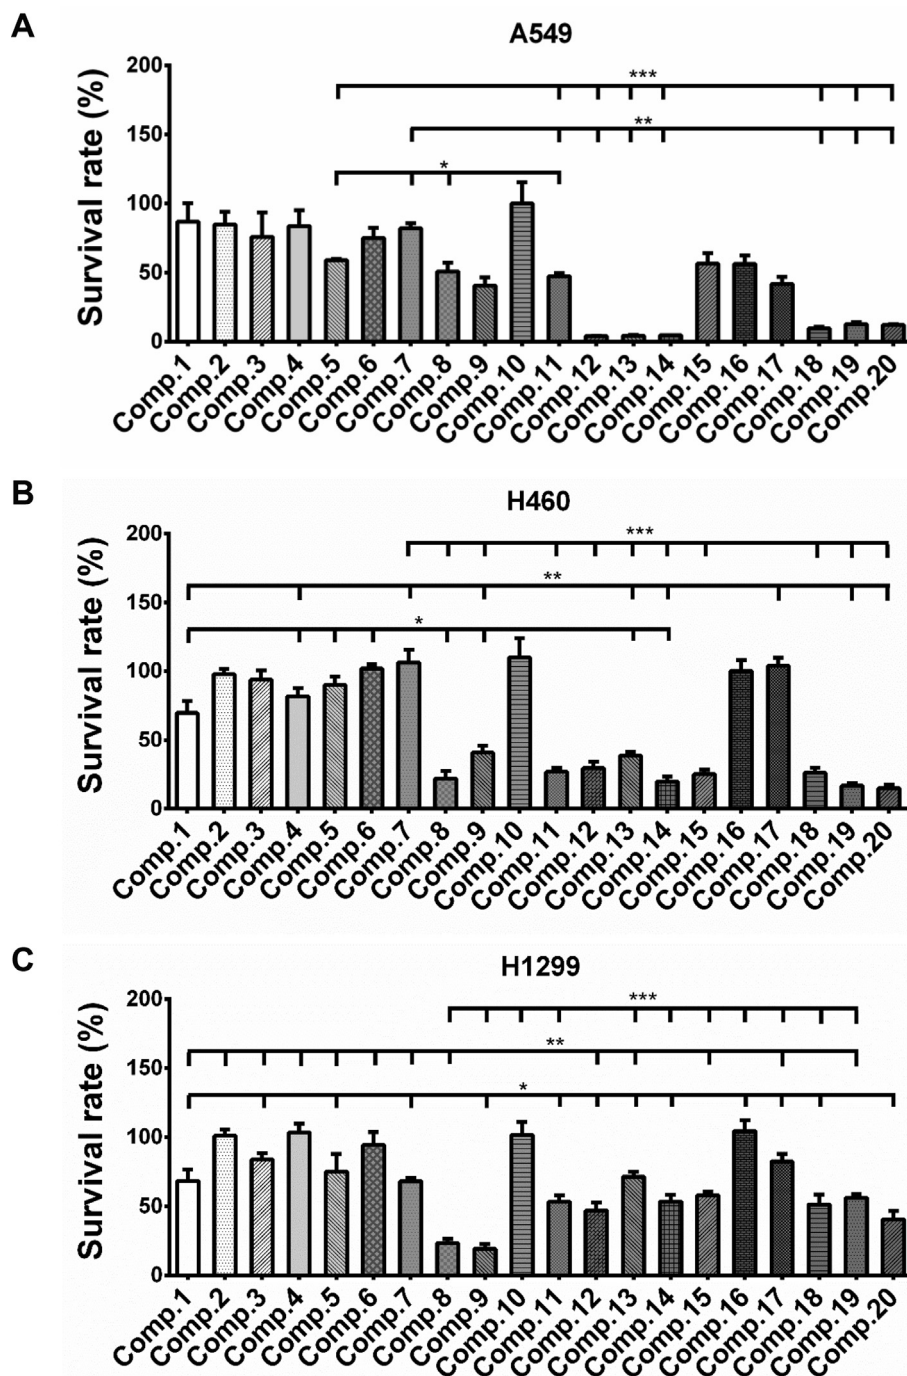 A
A549
Survival rate (%)
200
150
100
50
0
***
**
*
Comp.1
Comp.2
Comp.3
Comp.4
Comp.5
Comp.6
Comp.7
Comp.8
Comp.9
Comp.10
Comp.11
Comp.12
Comp.13
Comp.14
Comp.15
Comp.16
Comp.17
Comp.18
Comp.19
Comp.20
B
H460
Survival rate (%)
200
150
100
50
0
***
**
*
Comp.1
Comp.2
Comp.3
Comp.4
Comp.5
Comp.6
Comp.7
Comp.8
Comp.9
Comp.10
Comp.11
Comp.12
Comp.13
Comp.14
Comp.15
Comp.16
Comp.17
Comp.18
Comp.19
Comp.20
C
H1299
Survival rate (%)
200
150
100
50
0
***
**
*
Comp.1
Comp.2
Comp.3
Comp.4
Comp.5
Comp.6
Comp.7
Comp.8
Comp.9
Comp.10
Comp.11
Comp.12
Comp.13
Comp.14
Comp.15
Comp.16
Comp.17
Comp.18
Comp.19
Comp.20